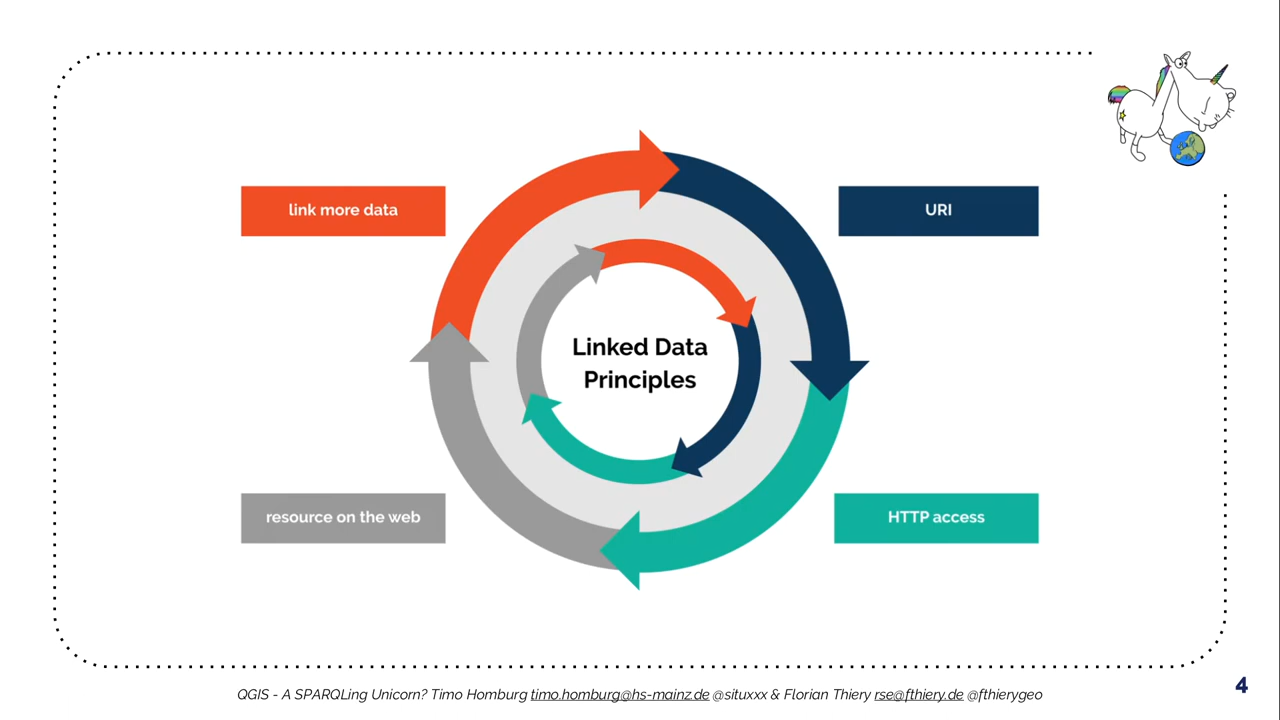 link more data
URI
Linked Data
Principles
resource on the web
HTTP access
QGIS - A SPARQLing Unicorn? Timo Homburg timo.homburg@hs-mainz.de @situxxx & Florian Thiery rse@fthiery.de @fthierygeo
4